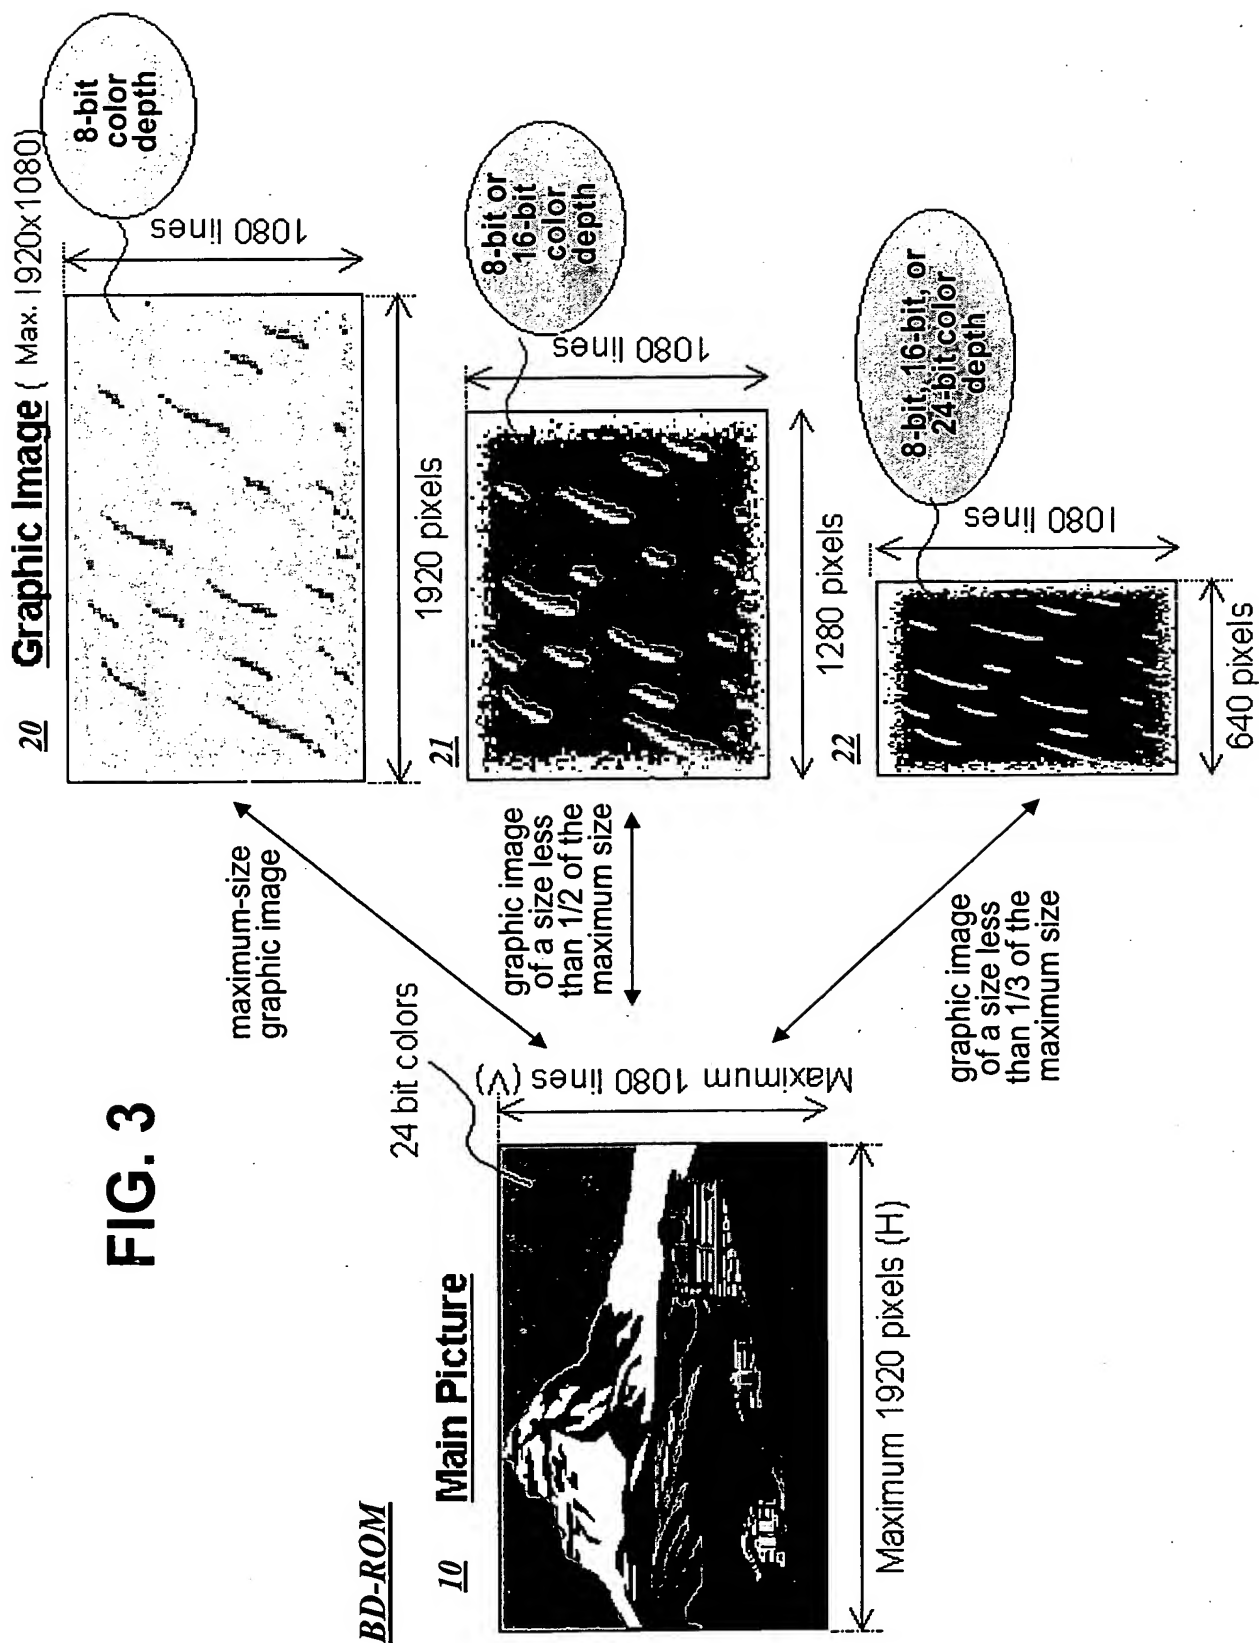 FIG. 3
BD-ROM
10 Main Picture
24 bit colors
Maximum 1080 lines (V)
Maximum 1920 pixels (H)
maximum-size
graphic image
graphic image
of a size less
than 1/2 of the
maximum size
graphic image
of a size less
than 1/3 of the
maximum size
20 Graphic Image ( Max. 1920x1080)
8-bit
color
depth
1080 lines
1920 pixels
21
8-bit or
16-bit
color
depth
1080 lines
1280 pixels
22
8-bit, 16-bit, or
24-bit color
depth
1080 lines
640 pixels